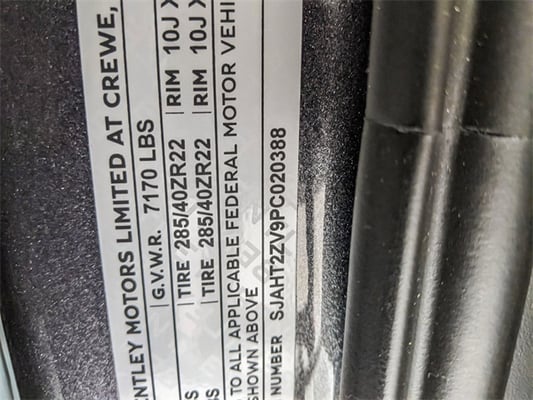 ENTLEY MOTORS LIMITED AT CREWE,
G.V.W.R. 7170 LBS
TIRE 285/40ZR22 RIM 10J X
BS TIRE 285/40ZR22 RIM 10J X
TO ALL APPLICABLE FEDERAL MOTOR VEHI
SHOWN ABOVE
NUMBER SJAHT2ZV9PC020388